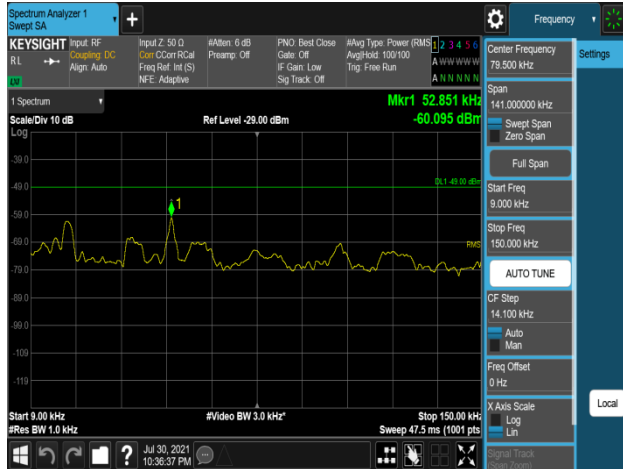 Spectrum Analyzer 1
Swept SA
Frequency
KEYSIGHT
RL
Input: RF
Coupling: DC
Align: Auto
Input Z: 50 Ω
Corr CCorr RCal
Freq Ref: Int (S)
NFE: Adaptive
#Atten: 6 dB
Preamp: Off
PNO: Best Close
Gate: Off
IF Gain: Low
Sig Track: Off
#Avg Type: Power (RMS
Avg|Hold: 100/100
Trig: Free Run
1 2 3 4 5 6
A W W W W W
A N N N N N
1 Spectrum
Scale/Div 10 dB
Log
Ref Level -29.00 dBm
Mkr1 52.851 kHz
-60.095 dBm
-39.0
-49.0
-59.0
-69.0
-79.0
-89.0
-99.0
-109
-119
DL1 -49.00 dBm
1
RMS
Start 9.00 kHz
#Res BW 1.0 kHz
#Video BW 3.0 kHz*
Stop 150.00 kHz
Sweep 47.5 ms (1001 pts
?
Jul 30, 2021
10:36:37 PM
Center Frequency
79.500 kHz
Span
141.000000 kHz
Swept Span
Zero Span
Full Span
Start Freq
9.000 kHz
Stop Freq
150.000 kHz
AUTO TUNE
CF Step
14.100 kHz
Auto
Man
Freq Offset
0 Hz
X Axis Scale
Log
Lin
Signal Track
(Span Zoom)
Settings
Local